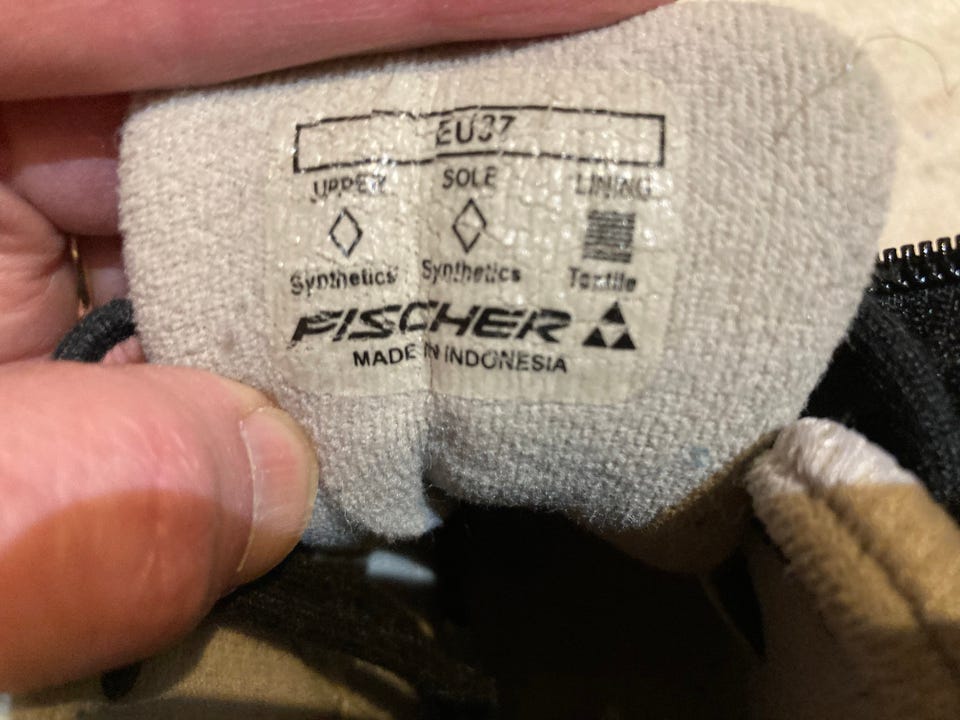 EU37
UPPER SOLE LINING
Synthetics Synthetics Textile
FISCHER
MADE IN INDONESIA